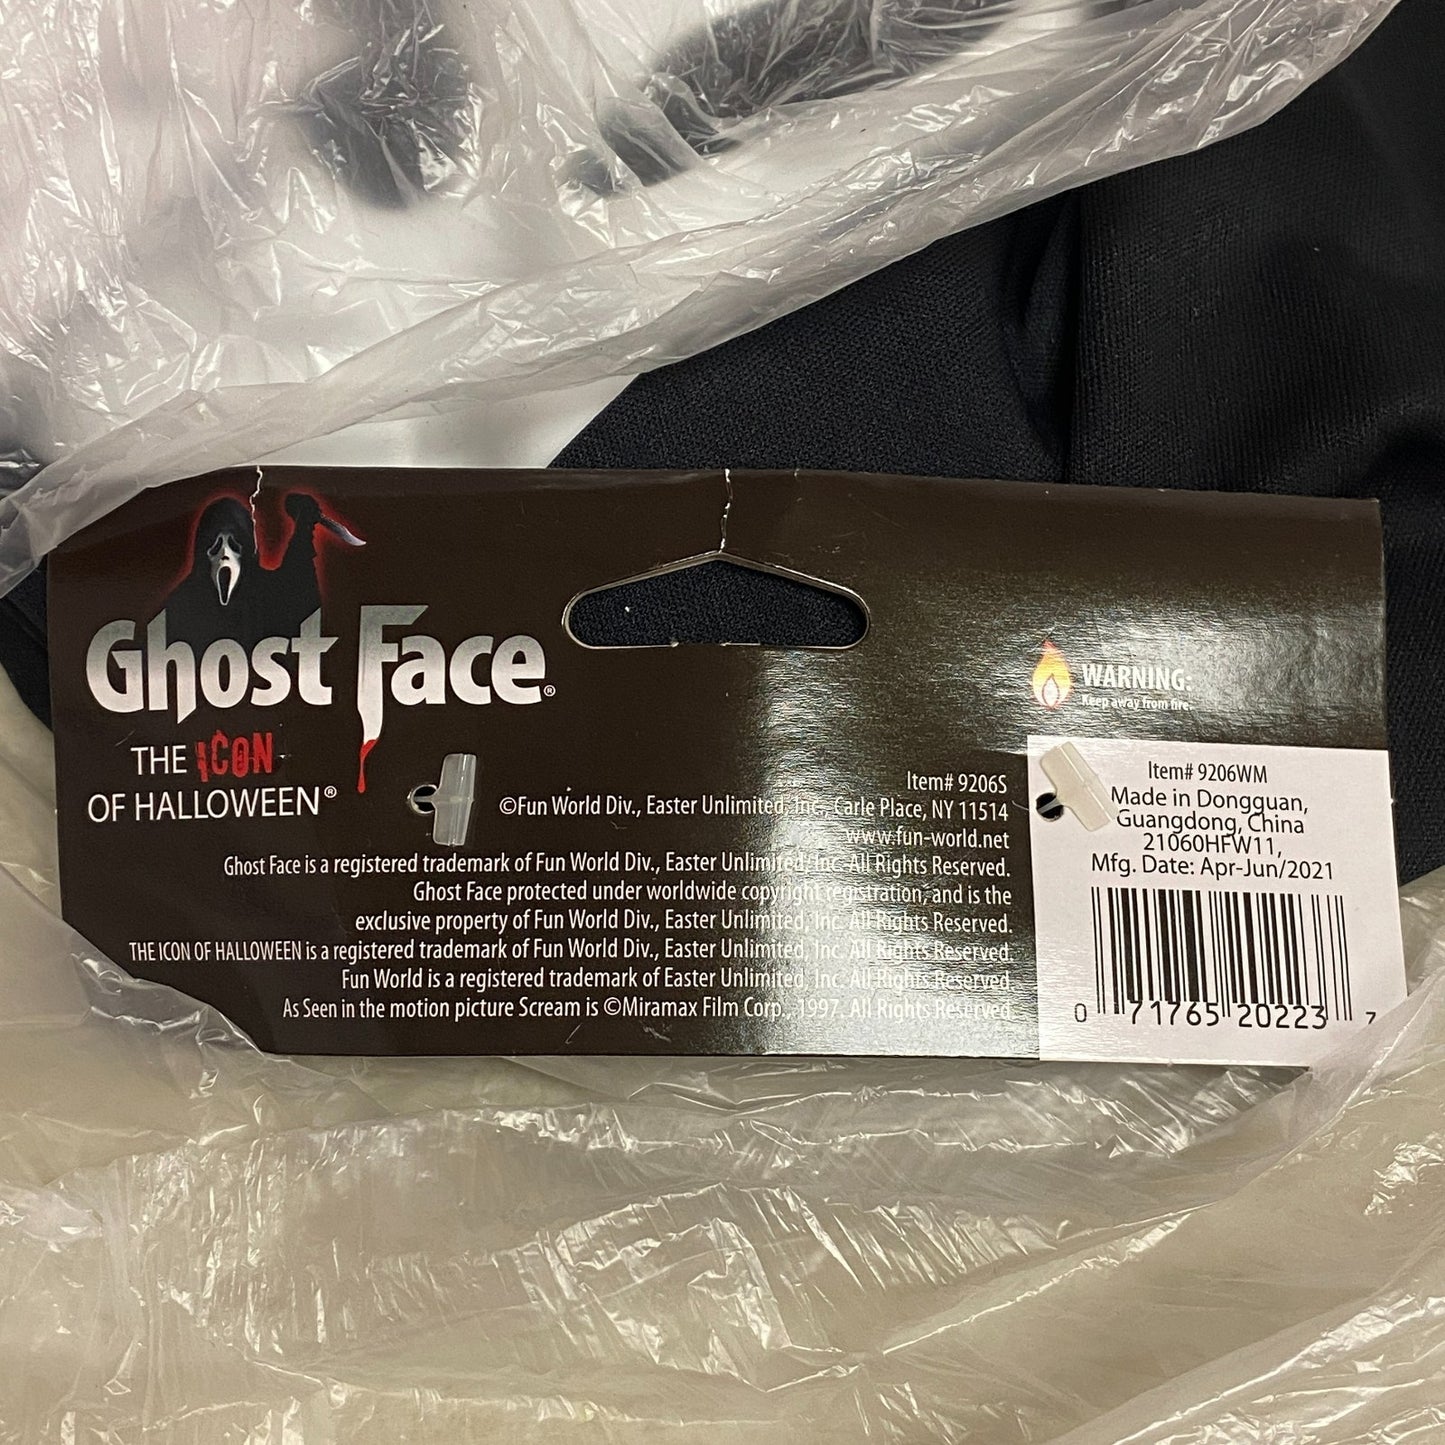 Ghost Face®
THE ICON
OF HALLOWEEN®
WARNING:
Keep away from fire.
Item# 9206S
©Fun World Div., Easter Unlimited, Inc., Carle Place, NY 11514
www.fun-world.net
Ghost Face is a registered trademark of Fun World Div., Easter Unlimited, Inc. All Rights Reserved.
Ghost Face protected under worldwide copyright registration, and is the
exclusive property of Fun World Div., Easter Unlimited, Inc. All Rights Reserved.
THE ICON OF HALLOWEEN is a registered trademark of Fun World Div., Easter Unlimited, Inc. All Rights Reserved.
Fun World is a registered trademark of Easter Unlimited, Inc. All Rights Reserved.
As Seen in the motion picture Scream is ©Miramax Film Corp., 1997. All Rights Reserved.
Item# 9206WM
Made in Dongguan,
Guangdong, China
21060HFW11,
Mfg. Date: Apr-Jun/2021
0 71765 20223 7